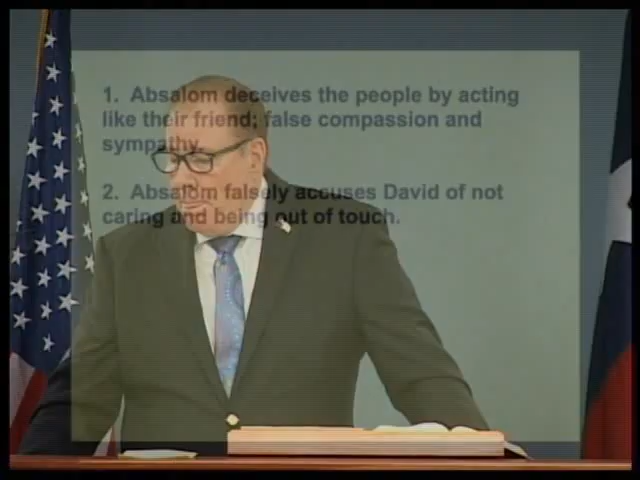 1. Absalom deceives the people by acting
like their friend; false compassion and
sympathy.
2. Absalom falsely accuses David of not
caring and being out of touch.